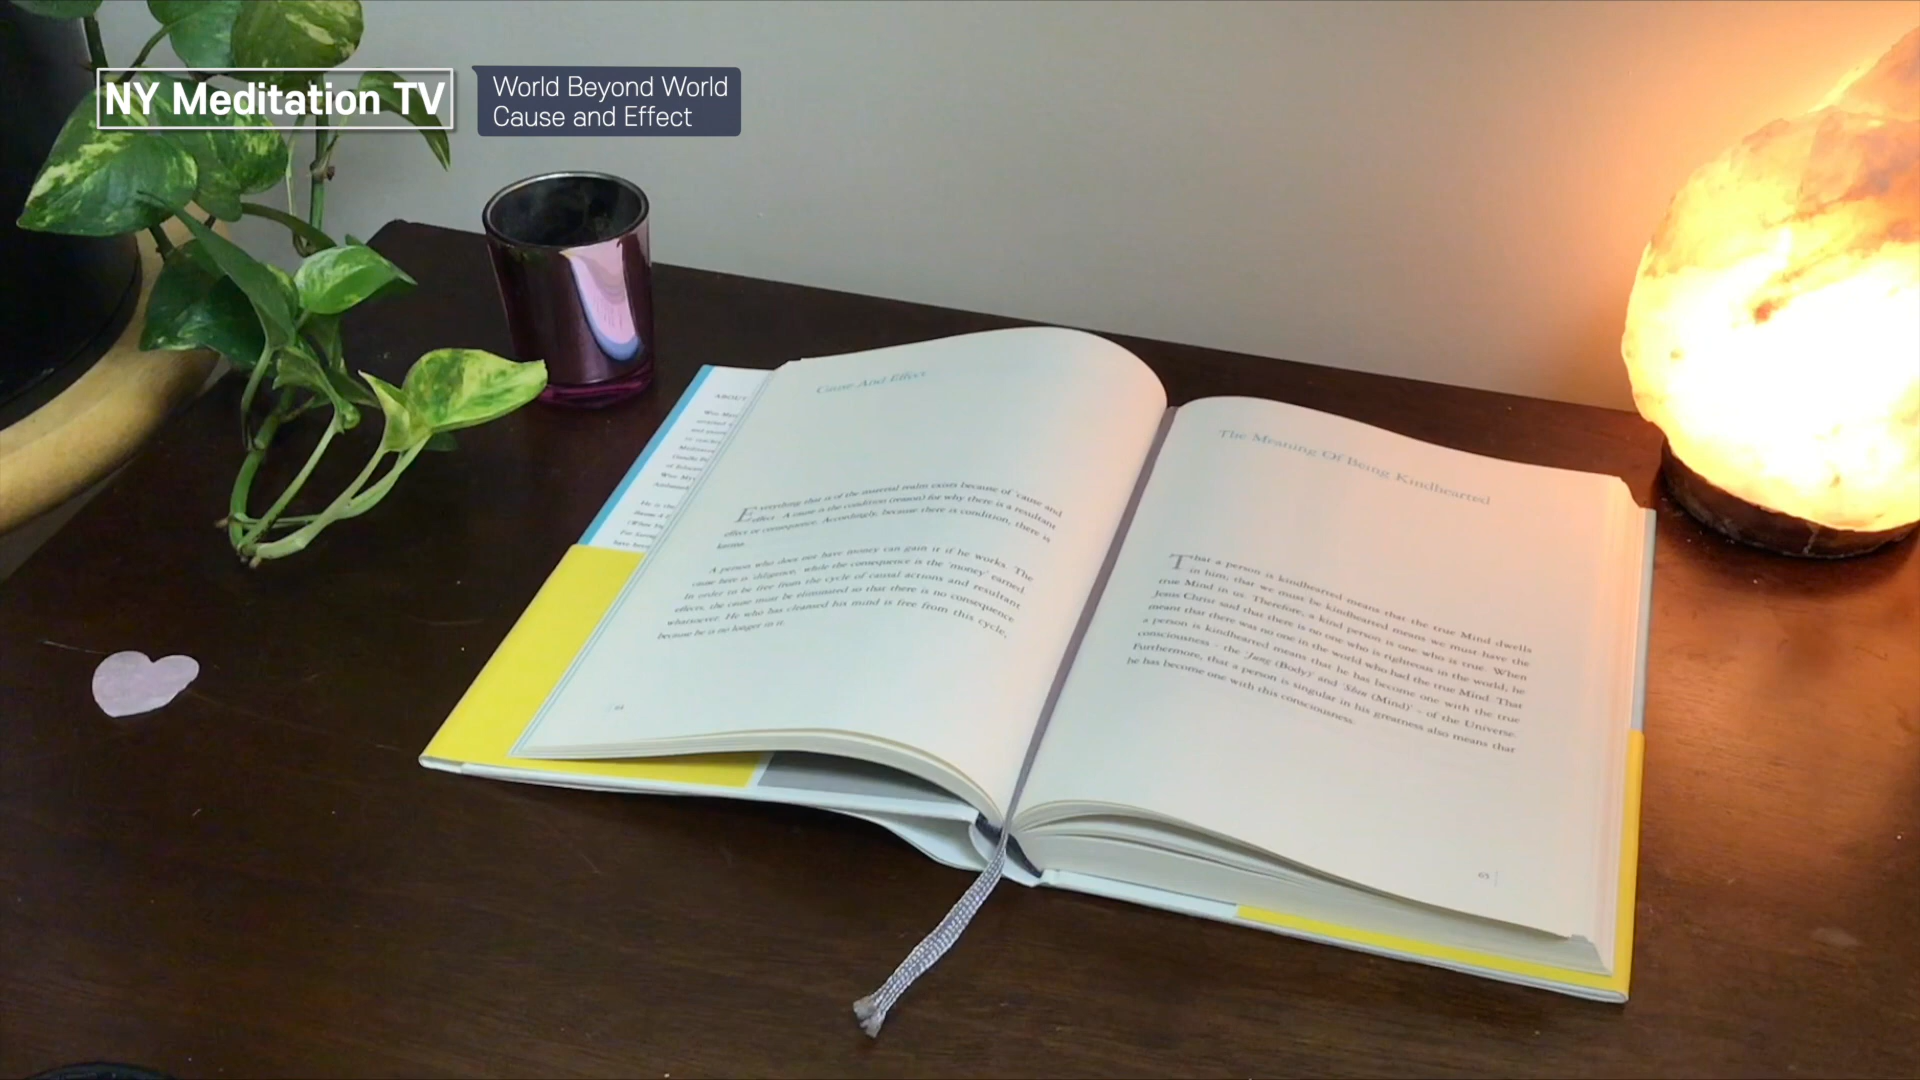 NY Meditation TV
World Beyond World
Cause and Effect
Cause And Effect
Everything that is of the material realm exists because of 'cause and
effect'. A cause is the condition (reason) for why there is a resultant
effect or consequence. Accordingly, because there is condition, there is
karma.
A person who does not have money can gain it if he works. The
cause here is 'diligence', while the consequence is the 'money' earned.
In order to be free from the cycle of causal actions and resultant
effects, the cause must be eliminated so that there is no consequence
whatsoever. He who has cleansed his mind is free from this cycle,
because he is no longer in it.
64
The Meaning Of Being Kindhearted
That a person is kindhearted means that the true Mind dwells
in him; that we must be kindhearted means we must have the
true Mind in us. Therefore, a kind person is one who is true. When
Jesus Christ said that there is no one who is righteous in the world, he
meant that there was no one in the world who had the true Mind. That
a person is kindhearted means that he has become one with the true
consciousness – the 'Jung (Body)' and 'Shin (Mind)' – of the Universe.
Furthermore, that a person is singular in his greatness also means that
he has become one with this consciousness.
65
ABOUT